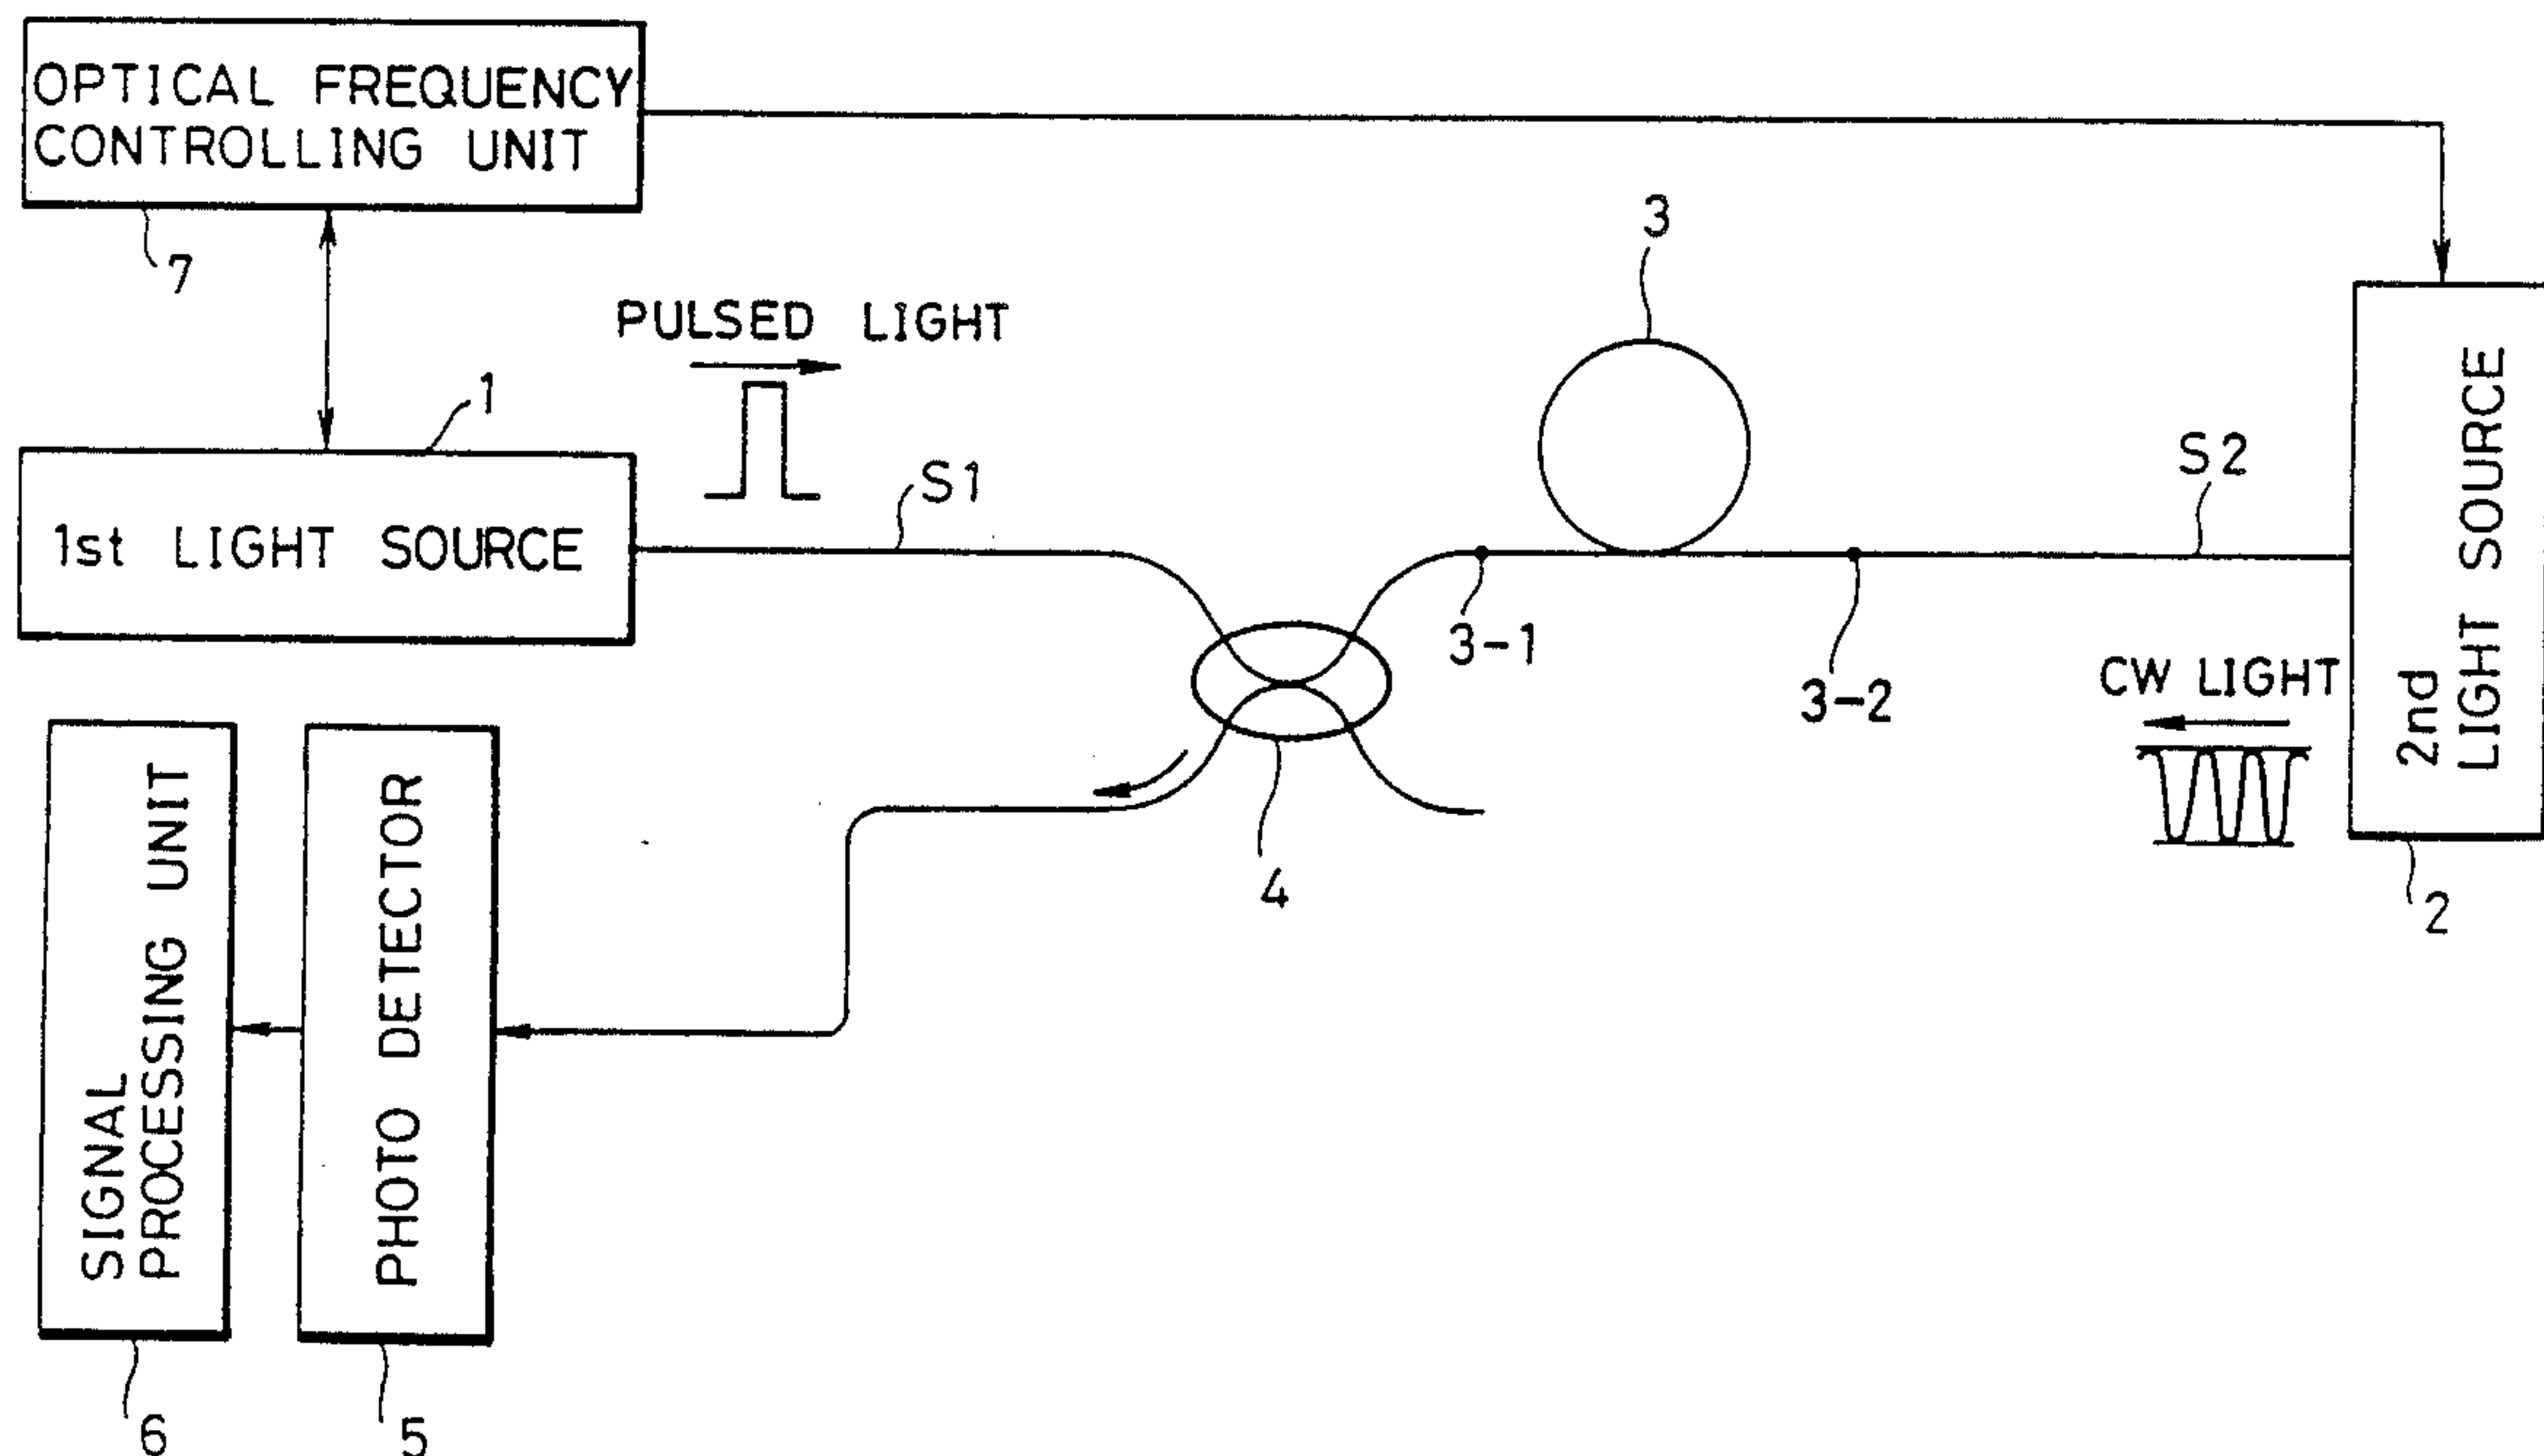 OPTICAL FREQUENCY
CONTROLLING UNIT
7
3
PULSED LIGHT
1
S1
1st LIGHT SOURCE
S2
2nd
LIGHT SOURCE
3-1
3-2
CW LIGHT
4
2
SIGNAL
PROCESSING UNIT
PHOTO DETECTOR
6
5